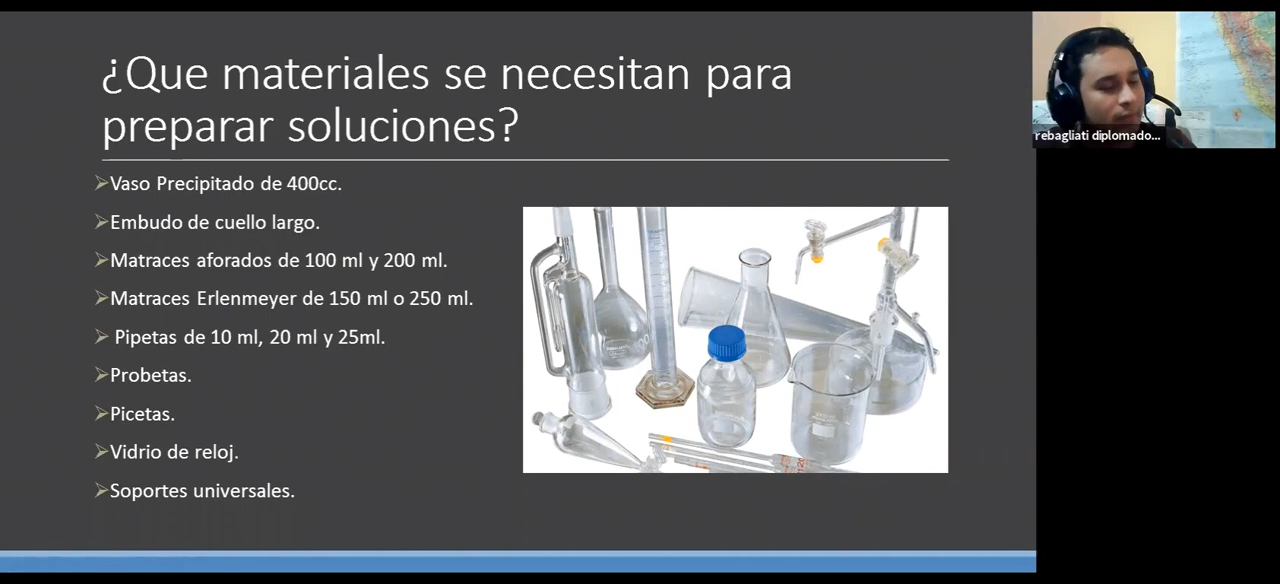 ¿Que materiales se necesitan para
preparar soluciones?
Vaso Precipitado de 400cc.
Embudo de cuello largo.
Matraces aforados de 100 ml y 200 ml.
Matraces Erlenmeyer de 150 ml o 250 ml.
Pipetas de 10 ml, 20 ml y 25ml.
Probetas.
Picetas.
Vidrio de reloj.
Soportes universales.
rebagliati diplomado...